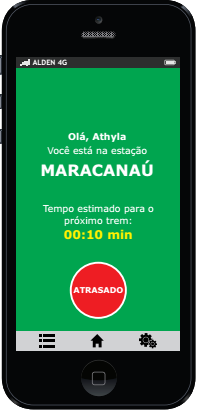 ALDEN 4G
Olá, Athyla
Você está na estação
MARACANAÚ
Tempo estimado para o
próximo trem:
00:10 min
ATRASADO